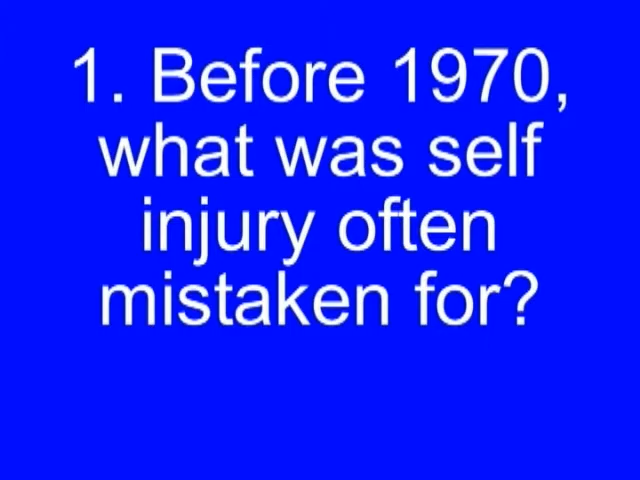 1. Before 1970,
what was self
injury often
mistaken for?